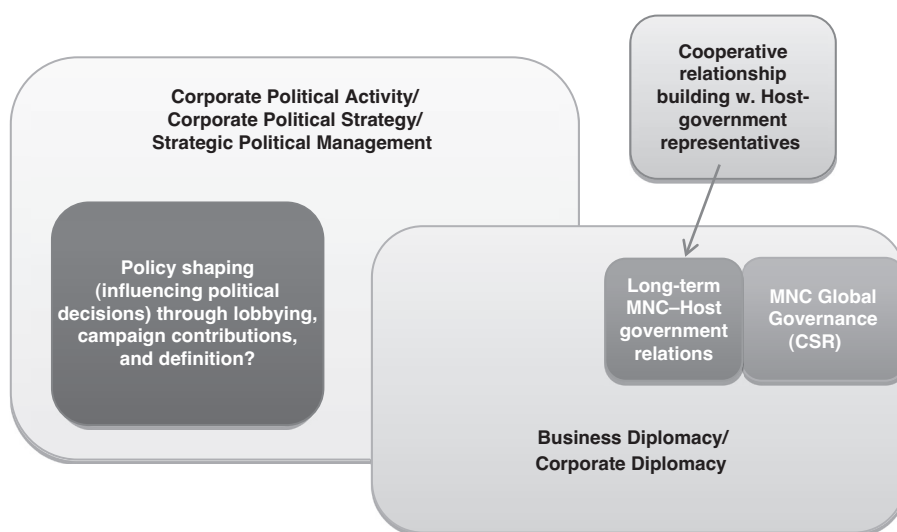 Corporate Political Activity/
Corporate Political Strategy/
Strategic Political Management
Cooperative
relationship
building w. Host-
government
representatives
Policy shaping
(influencing political
decisions) through lobbying,
campaign contributions,
and definition?
Long-term
MNC–Host
government
relations
MNC Global
Governance
(CSR)
Business Diplomacy/
Corporate Diplomacy